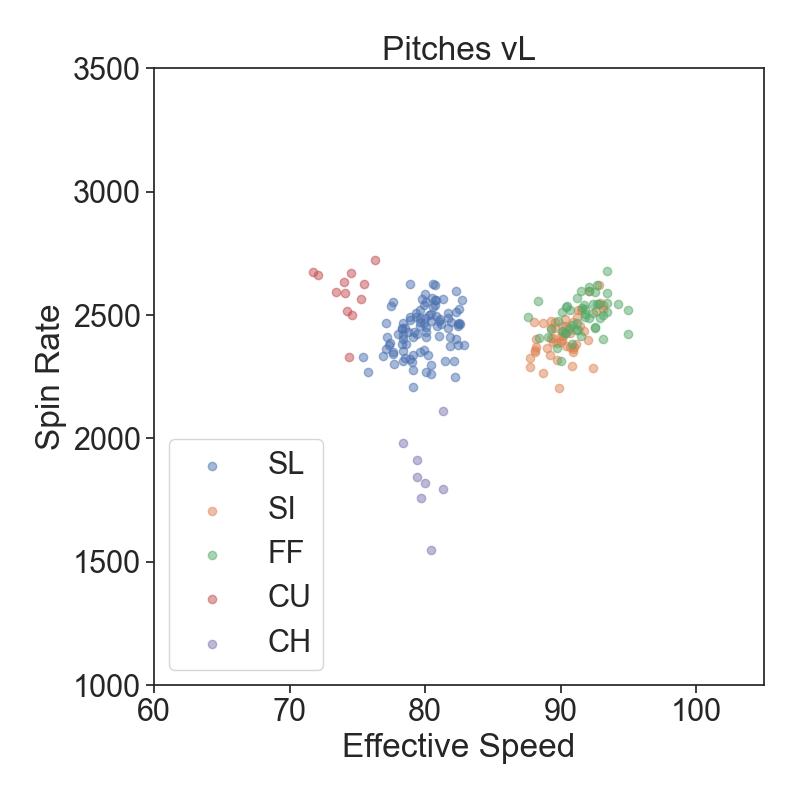 Pitches vL
3500
3000
2500
2000
1500
1000
Spin Rate
SL
SI
FF
CU
CH
60 70 80 90 100
Effective Speed